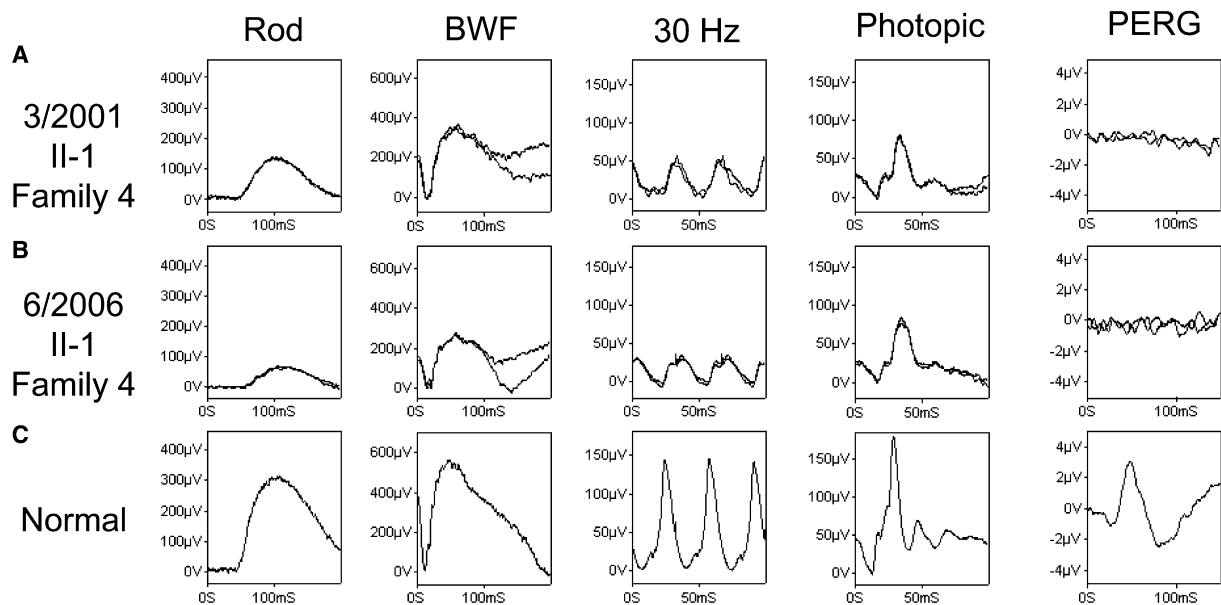 Rod BWF 30 Hz Photopic PERG
A
3/2001
II-1
Family 4
400µV
300µV
200µV
100µV
0V
0S 100mS
600µV
400µV
200µV
0V
0S 100mS
150µV
100µV
50µV
0V
0S 50mS
150µV
100µV
50µV
0V
0S 50mS
4µV
2µV
0V
-2µV
-4µV
0S 100mS
B
6/2006
II-1
Family 4
400µV
300µV
200µV
100µV
0V
0S 100mS
600µV
400µV
200µV
0V
0S 100mS
150µV
100µV
50µV
0V
0S 50mS
150µV
100µV
50µV
0V
0S 50mS
4µV
2µV
0V
-2µV
-4µV
0S 100mS
C
Normal
400µV
300µV
200µV
100µV
0V
0S 100mS
600µV
400µV
200µV
0V
0S 100mS
150µV
100µV
50µV
0V
0S 50mS
150µV
100µV
50µV
0V
0S 50mS
4µV
2µV
0V
-2µV
-4µV
0S 100mS